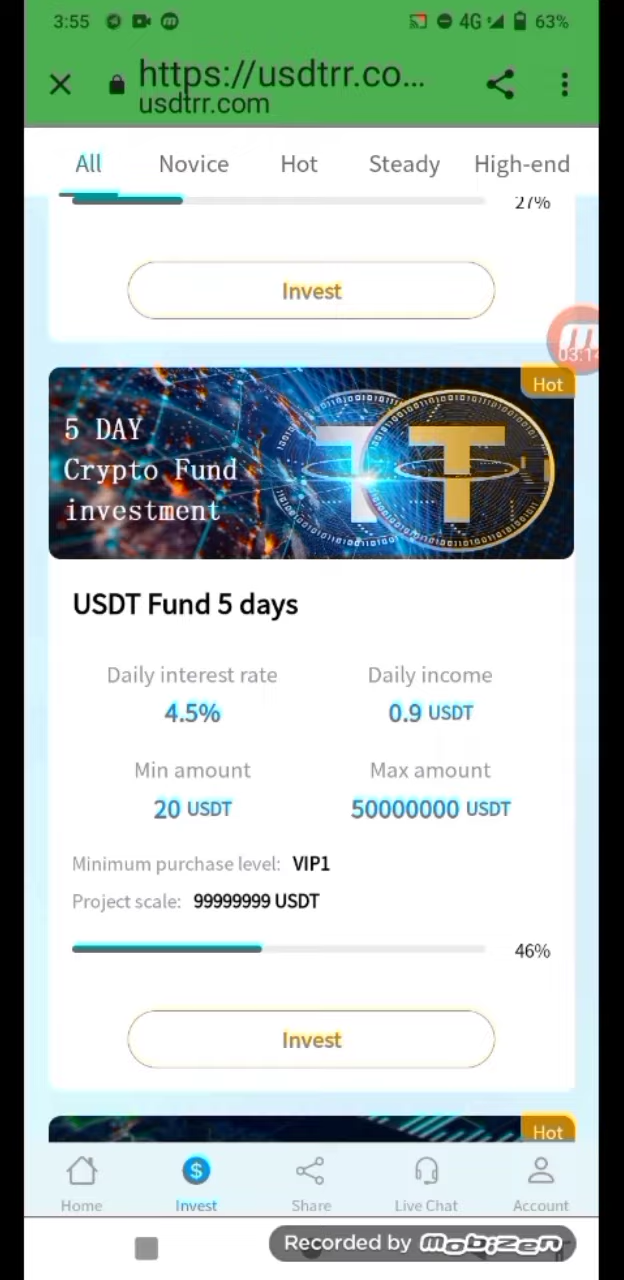 3:55
4G
63%
https://usdtrr.co...
usdtrr.com
All Novice Hot Steady High-end
27%
Invest
03:14
Hot
5 DAY
Crypto Fund
investment
USDT Fund 5 days
Daily interest rate Daily income
4.5% 0.9 USDT
Min amount Max amount
20 USDT 50000000 USDT
Minimum purchase level: VIP1
Project scale: 99999999 USDT
46%
Invest
Hot
Home Invest Share Live Chat Account
Recorded by mobizen